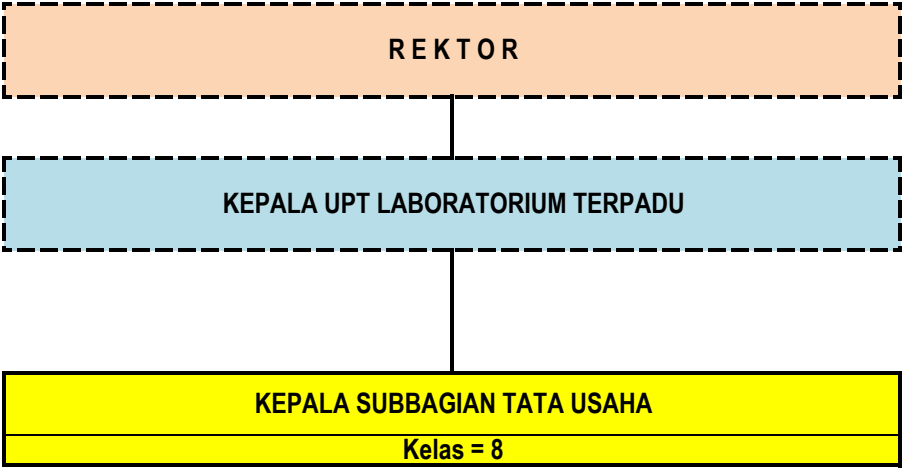 R E K T O R
KEPALA UPT LABORATORIUM TERPADU
KEPALA SUBBAGIAN TATA USAHA
Kelas = 8